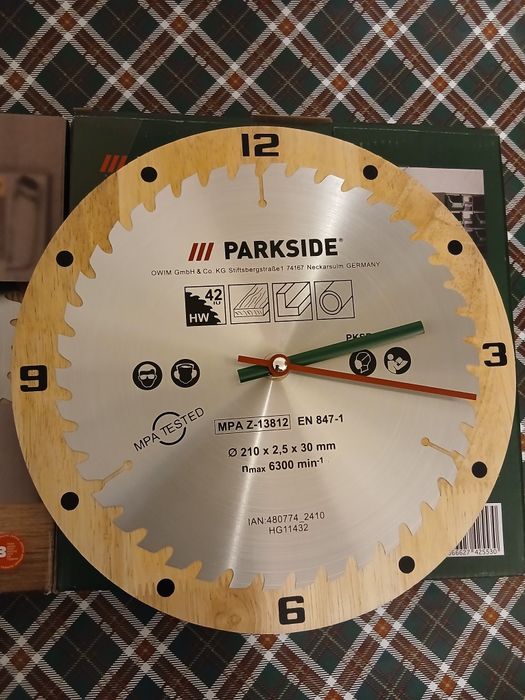 12
PARKSIDE®
OWIM GmbH & Co. KG Stiftsbergstraße1 74167 Neckarsulm, GERMANY
42
HW
3
9
MPA TESTED
MPA Z-13812 EN 847-1
Ø 210 x 2,5 x 30 mm
nmax 6300 min-1
IAN:480774_2410
HG11432
6